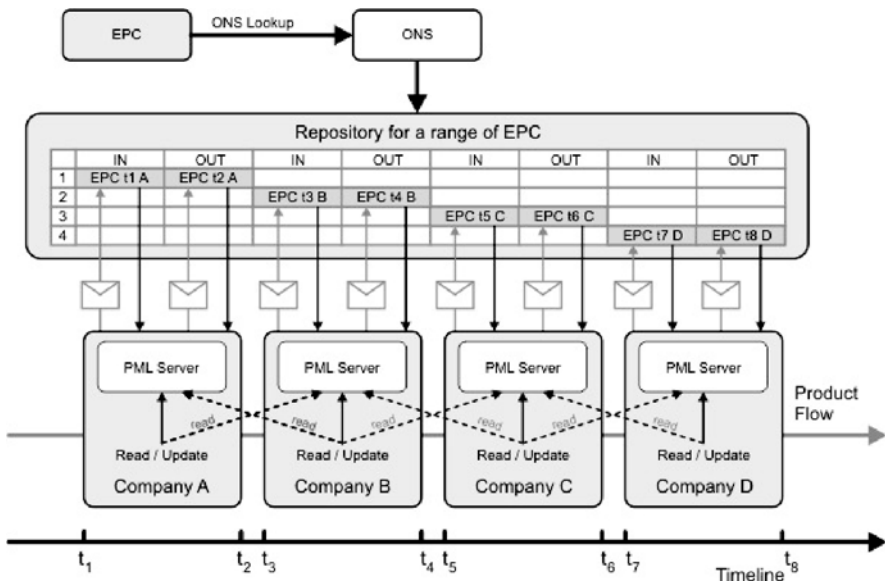 EPC ONS Lookup ONS
Repository for a range of EPC
IN OUT IN OUT IN OUT IN OUT
1 EPC t1 A EPC t2 A
2 EPC t3 B EPC t4 B
3 EPC t5 C EPC t6 C
4 EPC t7 D EPC t8 D
PML Server PML Server PML Server PML Server
Product
Flow
read read read read read read
Read / Update Read / Update Read / Update Read / Update
Company A Company B Company C Company D
t1 t2 t3 t4 t5 t6 t7 t8
Timeline